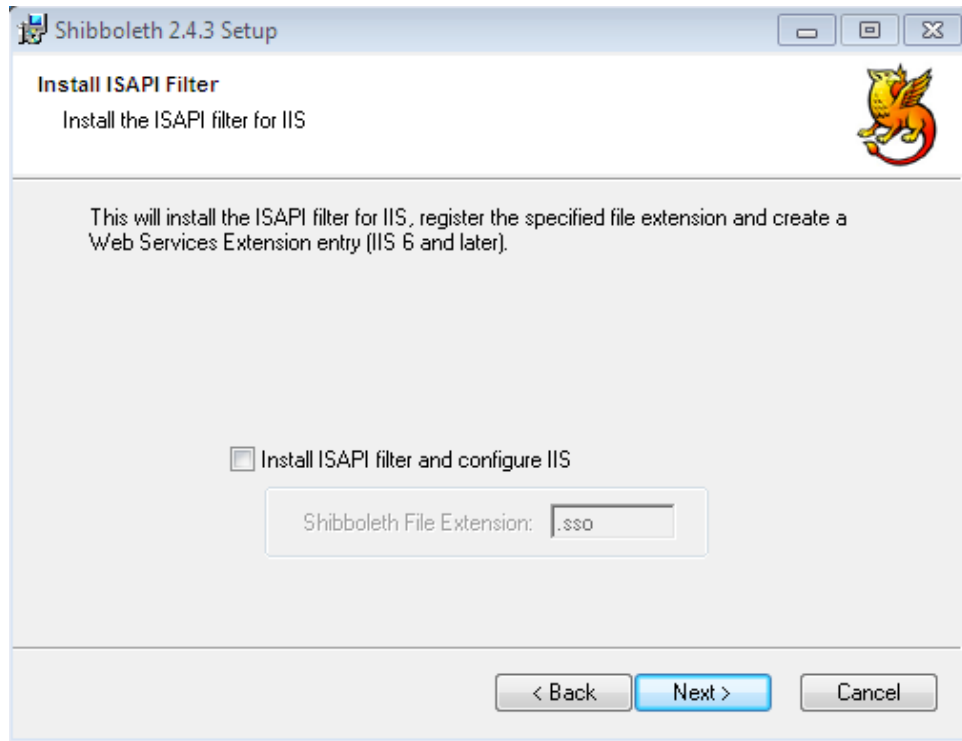 Shibboleth 2.4.3 Setup
Install ISAPI Filter
Install the ISAPI filter for IIS
This will install the ISAPI filter for IIS, register the specified file extension and create a
Web Services Extension entry (IIS 6 and later).
Install ISAPI filter and configure IIS
Shibboleth File Extension: .sso
< Back Next > Cancel